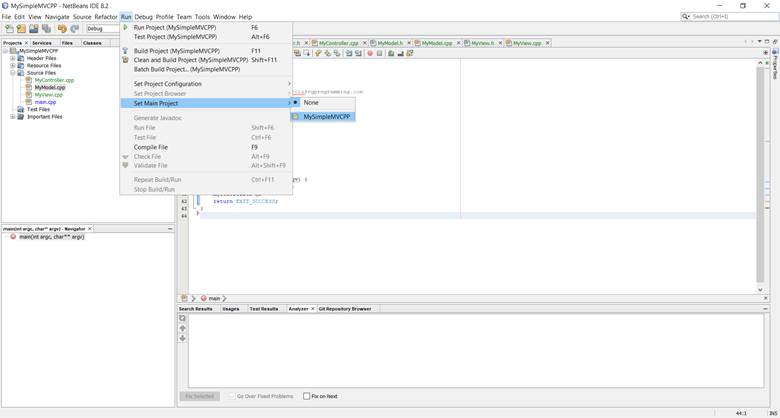 MySimpleMVCPP - NetBeans IDE 8.2
File Edit View Navigate Source Refactor Run Debug Profile Team Tools Window Help
Search (Ctrl+I)
Debug
Run Project (MySimpleMVCPP) F6
Test Project (MySimpleMVCPP) Alt+F6
Build Project (MySimpleMVCPP) F11
Clean and Build Project (MySimpleMVCPP) Shift+F11
Batch Build Project... (MySimpleMVCPP)
Set Project Configuration
Set Project Browser
Set Main Project
None
MySimpleMVCPP
Generate Javadoc
Run File Shift+F6
Test File Ctrl+F6
Compile File F9
Check File Alt+F9
Validate File Alt+Shift+F9
Repeat Build/Run Ctrl+F11
Stop Build/Run
Projects Services Files Classes
MySimpleMVCPP
Header Files
Resource Files
Source Files
MyController.cpp
MyModel.cpp
MyView.cpp
main.cpp
Test Files
Important Files
MyController.cpp MyModel.h MyModel.cpp MyView.h MyView.cpp
Properties
42 return EXIT_SUCCESS;
43 }
44
main(int argc, char** argv) - Navigator
main(int argc, char** argv)
main
Search Results Usages Test Results Analyzer Git Repository Browser
Fix Selected Go Over Fixed Problems Fix on Next
44:1 INS